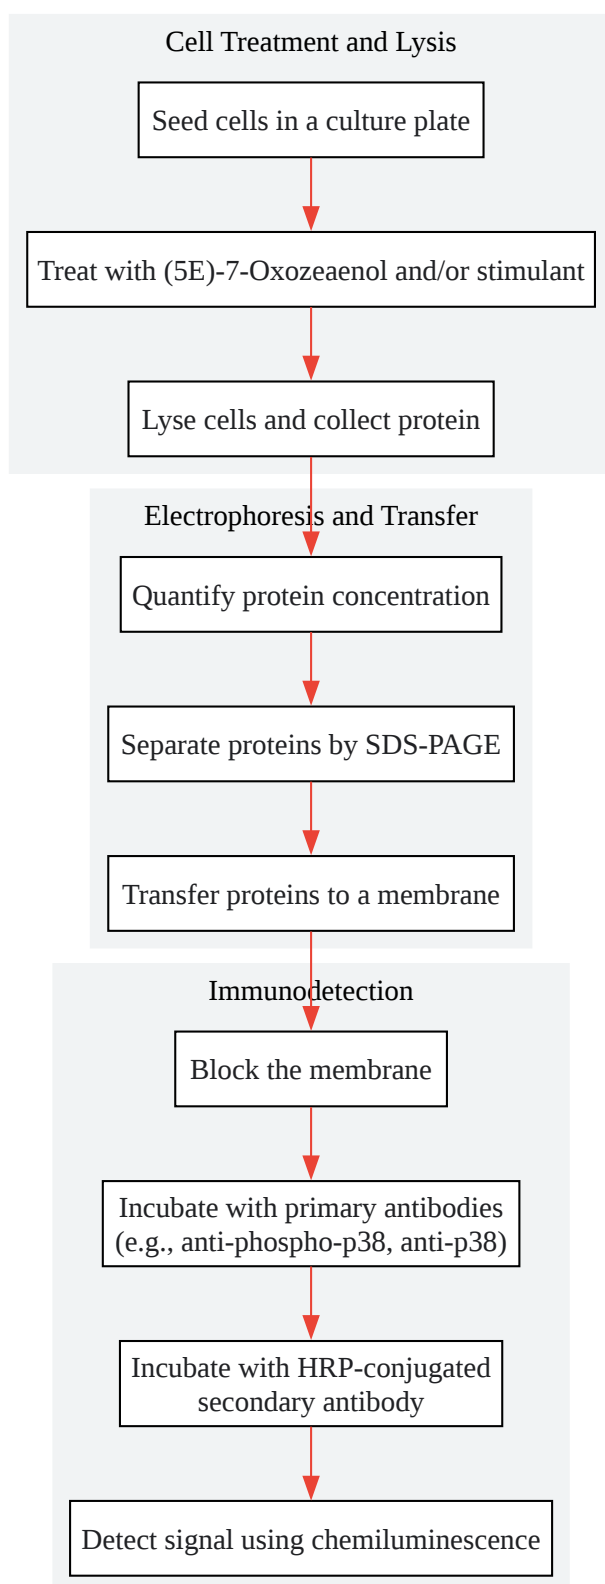 Cell Treatment and Lysis
Seed cells in a culture plate
Treat with (5E)-7-Oxozeaenol and/or stimulant
Lyse cells and collect protein
Electrophoresis and Transfer
Quantify protein concentration
Separate proteins by SDS-PAGE
Transfer proteins to a membrane
Immunodetection
Block the membrane
Incubate with primary antibodies
(e.g., anti-phospho-p38, anti-p38)
Incubate with HRP-conjugated
secondary antibody
Detect signal using chemiluminescence